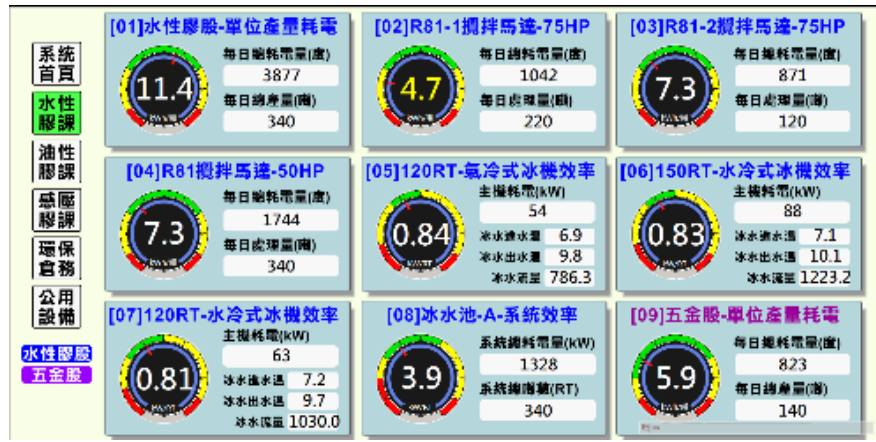 系統
首頁
水性
膠課
油性
膠課
感壓
膠課
環保
倉務
公用
設備
水性膠股
五金股
[01]水性膠股-單位產量耗電
11.4
每日總耗電量(度)
3877
每日總產量(噸)
340
[02]R81-1攪拌馬達-75HP
4.7
每日總耗電量(度)
1042
每日處理量(噸)
220
[03]R81-2攪拌馬達-75HP
7.3
每日總耗電量(度)
871
每日處理量(噸)
120
[04]R81攪拌馬達-50HP
7.3
每日總耗電量(度)
1744
每日處理量(噸)
340
[05]120RT-氣冷式冰機效率
0.84
主機耗電(kW)
54
冰水進水溫 6.9
冰水出水溫 9.8
冰水流量 786.3
[06]150RT-水冷式冰機效率
0.83
主機耗電(kW)
88
冰水進水溫 7.1
冰水出水溫 10.1
冰水流量 1223.2
[07]120RT-水冷式冰機效率
0.81
主機耗電(kW)
63
冰水進水溫 7.2
冰水出水溫 9.7
冰水流量 1030.0
[08]冰水池-A-系統效率
3.9
系統總耗電量(kW)
1328
系統總噸數(RT)
340
[09]五金股-單位產量耗電
5.9
每日總耗電量(度)
823
每日總產量(噸)
140